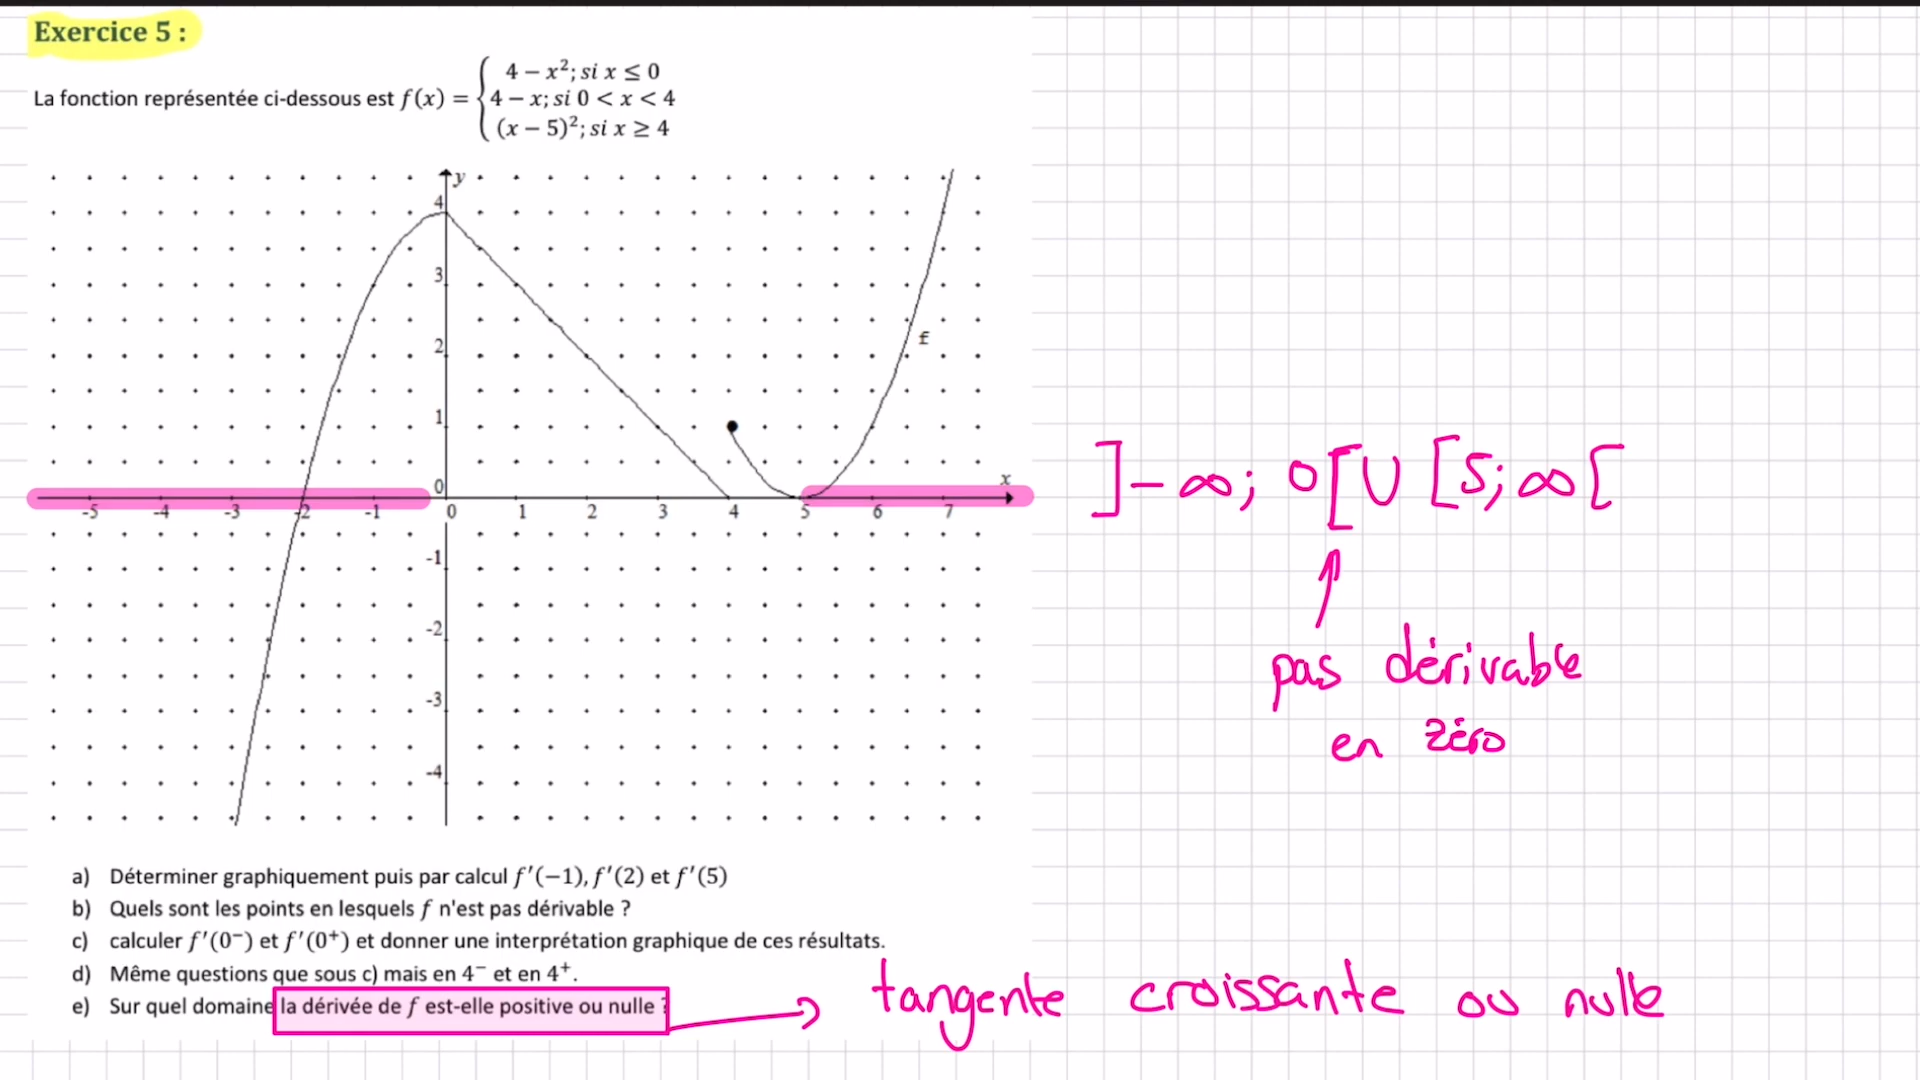 Exercice 5 :
La fonction représentée ci-dessous est f(x) = { 4 − x²; si x ≤ 0
4 − x; si 0 < x < 4
(x − 5)²; si x ≥ 4
y
4
3
2
f
1
x
0
-5 -4 -3 -2 -1 0 1 2 3 4 5 6 7
-1
-2
-3
-4
]-∞; 0[ ∪ [5; ∞[
pas dérivable
en zéro
a) Déterminer graphiquement puis par calcul f′(−1), f′(2) et f′(5)
b) Quels sont les points en lesquels f n'est pas dérivable ?
c) calculer f′(0⁻) et f′(0⁺) et donner une interprétation graphique de ces résultats.
d) Même questions que sous c) mais en 4⁻ et en 4⁺.
e) Sur quel domaine la dérivée de f est-elle positive ou nulle ?
tangente croissante ou nulle